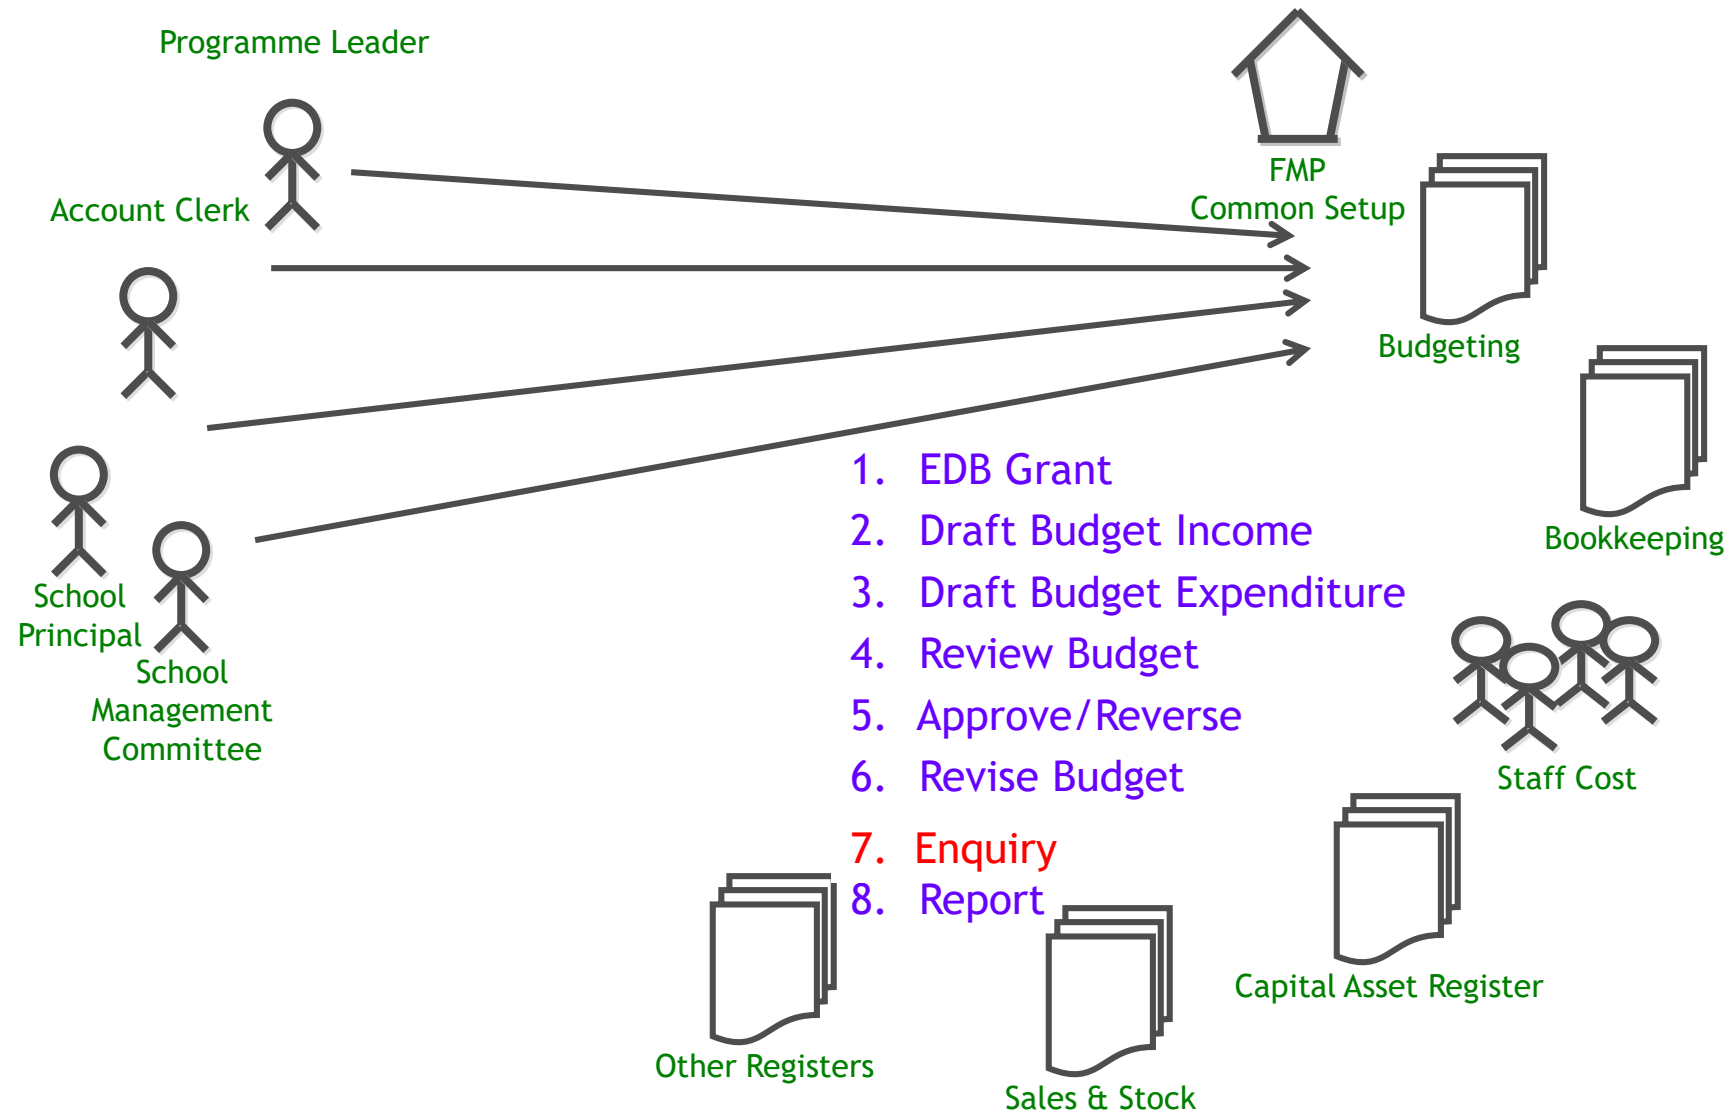 Programme Leader
Account Clerk
School
Principal
School
Management
Committee
FMP
Common Setup
Budgeting
Bookkeeping
1. EDB Grant
2. Draft Budget Income
3. Draft Budget Expenditure
4. Review Budget
5. Approve/Reverse
6. Revise Budget
7. Enquiry
8. Report
Staff Cost
Capital Asset Register
Other Registers
Sales & Stock